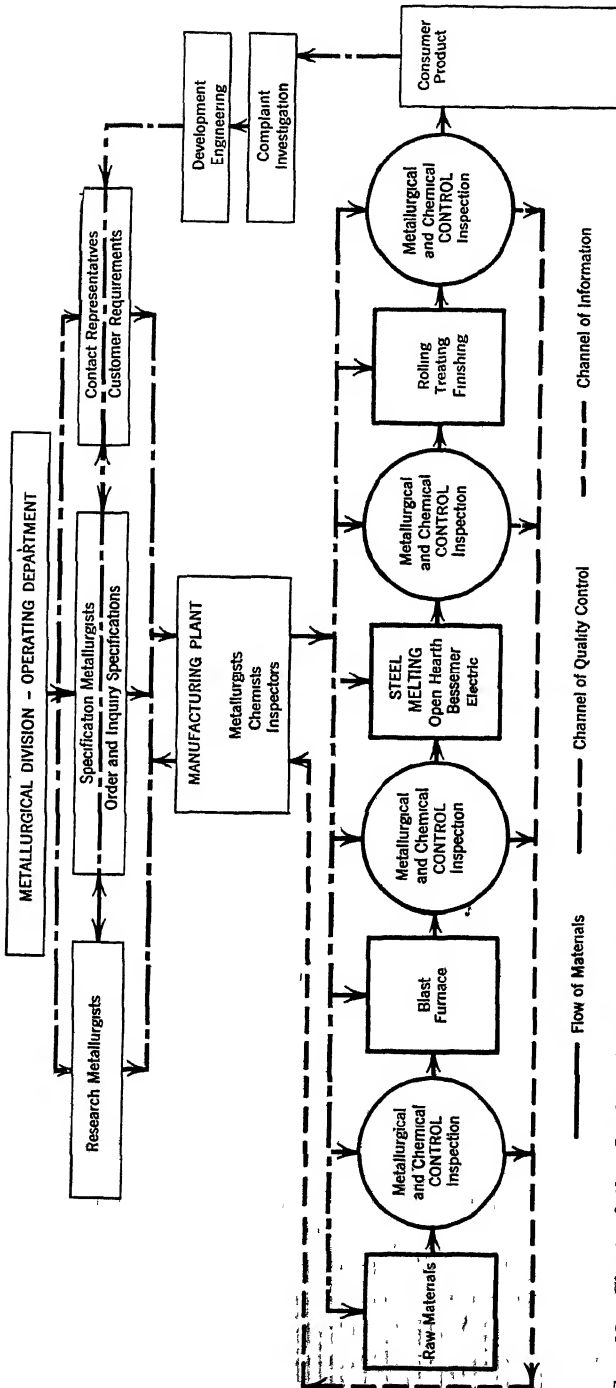 METALLURGICAL DIVISION - OPERATING DEPARTMENT
Research Metallurgists
Specification Metallurgists
Order and Inquiry Specifications
Contact Representatives
Customer Requirements
Development
Engineering
Complaint
Investigation
MANUFACTURING PLANT
Metallurgists
Chemists
Inspectors
Raw Materials
Metallurgical
and Chemical
CONTROL
Inspection
Blast
Furnace
Metallurgical
and Chemical
CONTROL
Inspection
STEEL
MELTING
Open Hearth
Bessemer
Electric
Metallurgical
and Chemical
CONTROL
Inspection
Rolling
Treating
Finishing
Metallurgical
and Chemical
CONTROL
Inspection
Consumer
Product
Flow of Materials
Channel of Quality Control
Channel of Information